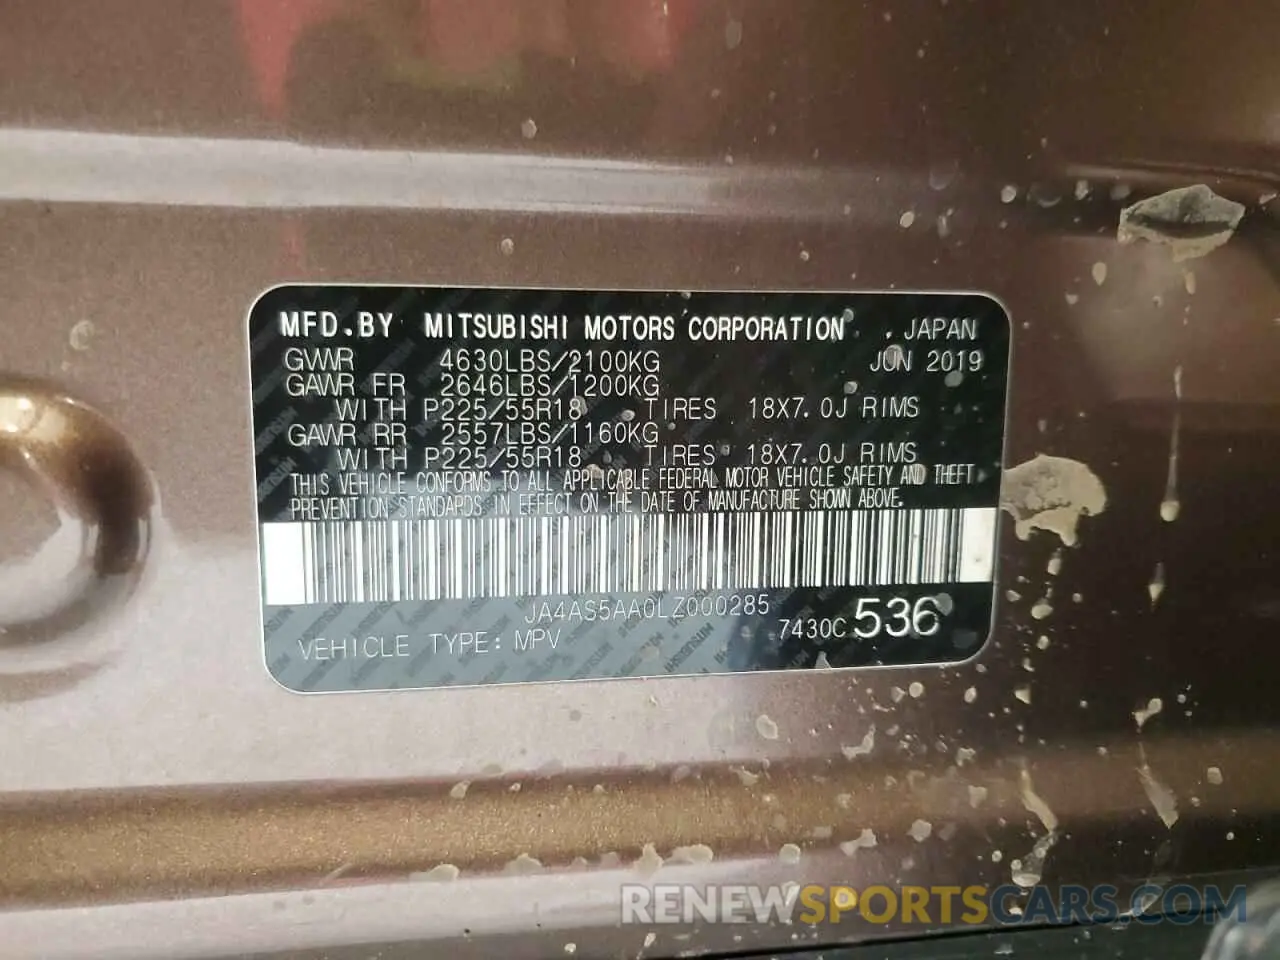 MFD.BY MITSUBISHI MOTORS CORPORATION JAPAN
GVWR 4630LBS/2100KG JUN 2019
GAWR FR 2646LBS/1200KG
WITH P225/55R18 TIRES 18X7.0J RIMS
GAWR RR 2557LBS/1160KG
WITH P225/55R18 TIRES 18X7.0J RIMS
THIS VEHICLE CONFORMS TO ALL APPLICABLE FEDERAL MOTOR VEHICLE SAFETY AND THEFT
PREVENTION STANDARDS IN EFFECT ON THE DATE OF MANUFACTURE SHOWN ABOVE.
JA4AS5AA0LZ000285
VEHICLE TYPE: MPV 7430C 536
RENEWSPORTSCARS.COM